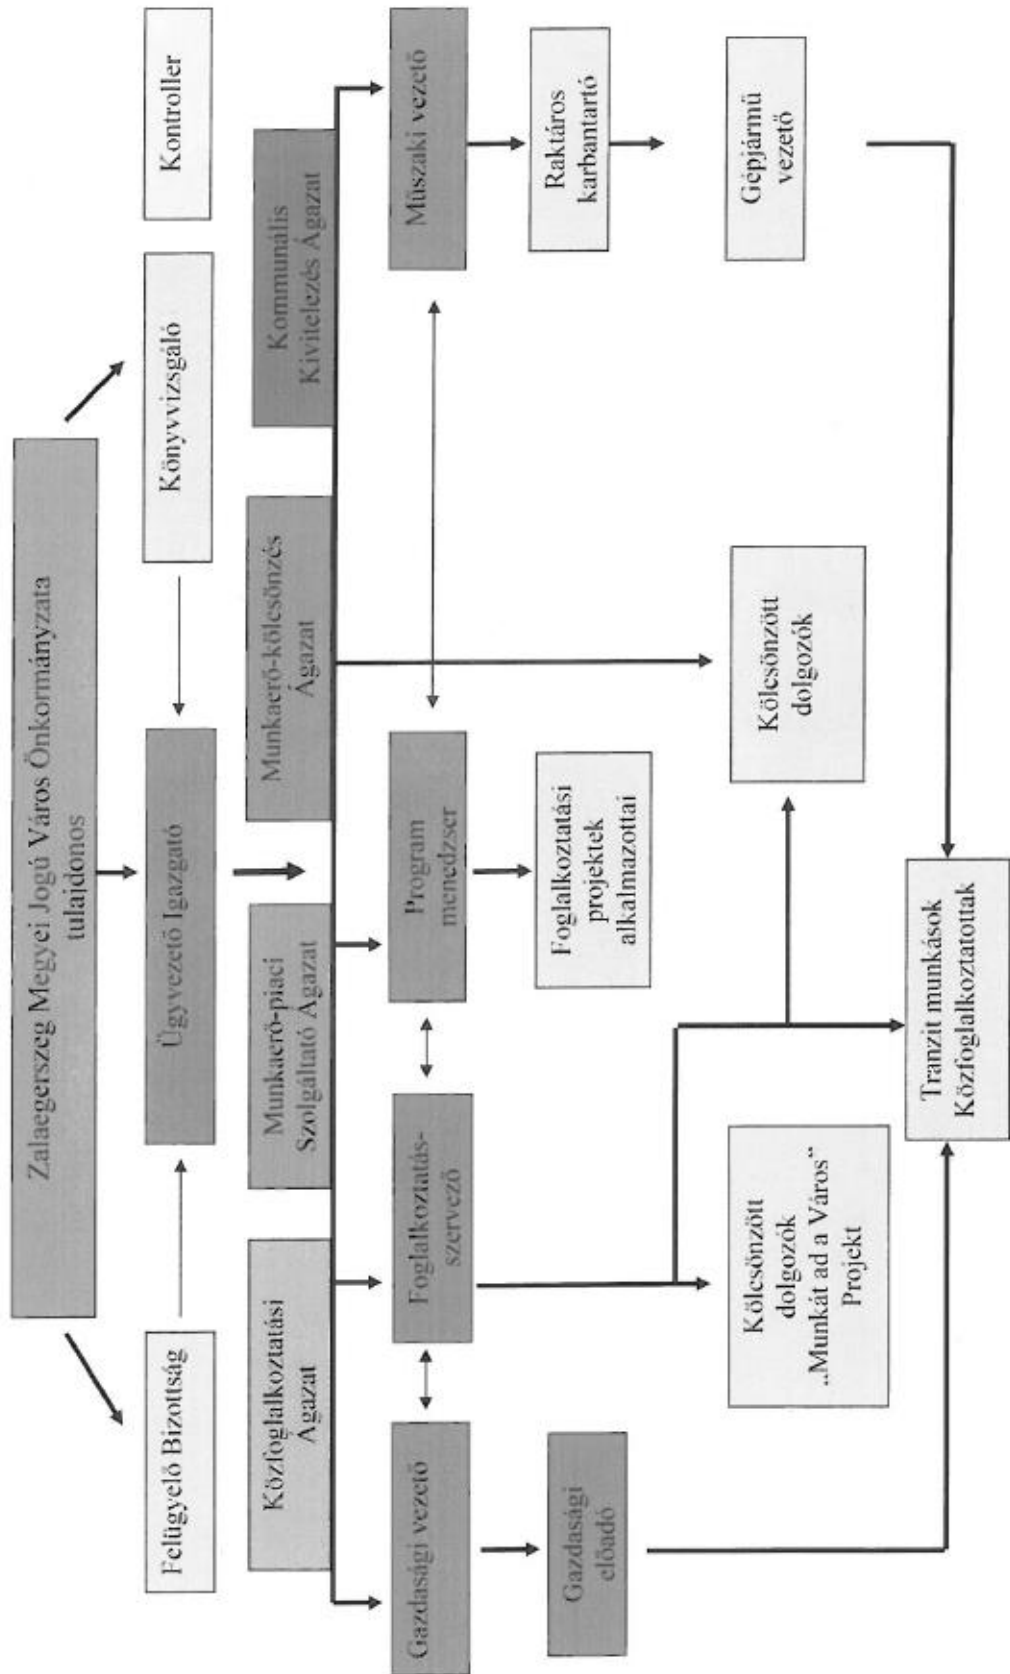 Zalaegerszeg Megyei Jogú Város Önkormányzata
tulajdonos
Felügyelő Bizottság
Ügyvezető Igazgató
Könyvizsgáló
Kontroller
Közfoglalkoztatási
Ágazat
Munkaerő-piaci
Szolgáltató Ágazat
Munkaerő-kölcsönzés
Ágazat
Kommunális
Kivitelezés Ágazat
Gazdasági vezető
Foglalkoztatás-
szervező
Program
menedzser
Műszaki vezető
Gazdasági
előadó
Foglalkoztatási
projektek
alkalmazottai
Raktáros
karbantartó
Kölcsönzött
dolgozók
„Munkát ad a Város”
Projekt
Kölcsönzött
dolgozók
Gépjármű
vezető
Tranzit munkások
Közfoglalkoztatottak